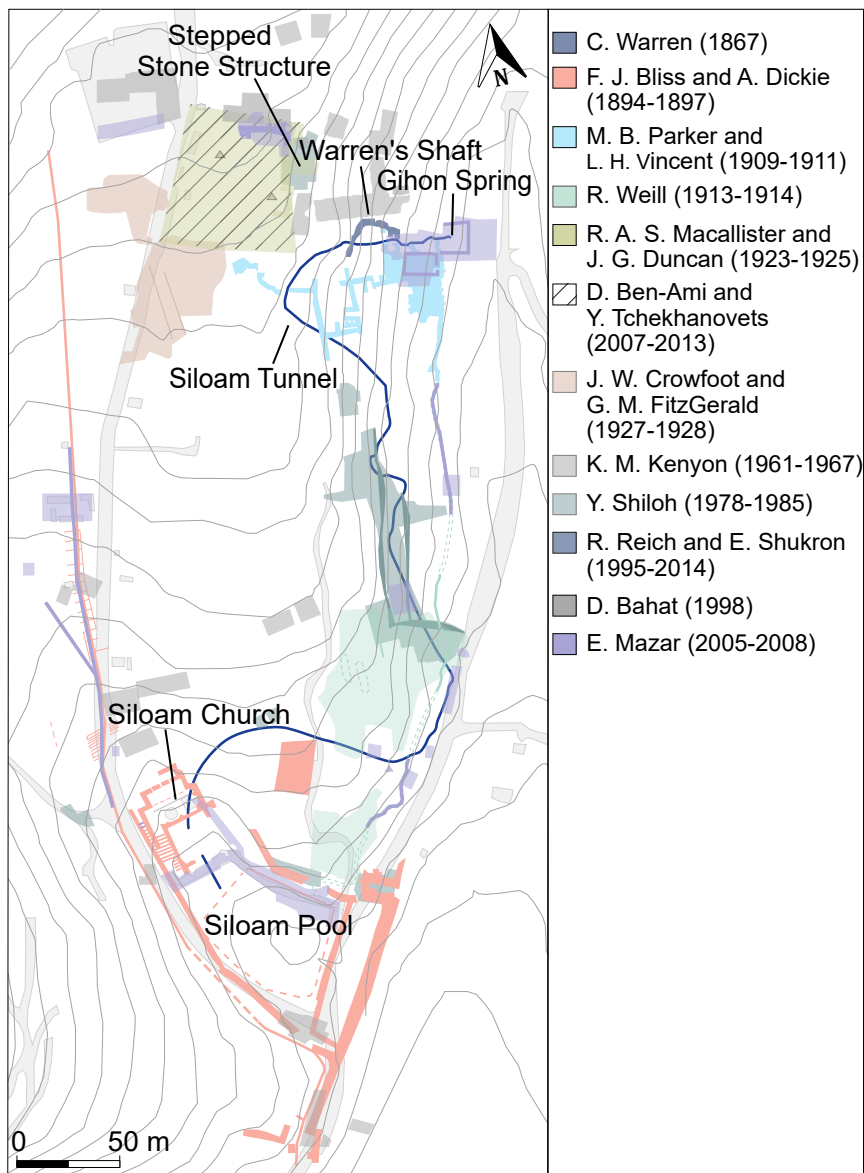 Stepped
Stone Structure
Warren's Shaft
Gihon Spring
N
Siloam Tunnel
Siloam Church
Siloam Pool
0 50 m
C. Warren (1867)
F. J. Bliss and A. Dickie
(1894-1897)
M. B. Parker and
L. H. Vincent (1909-1911)
R. Weill (1913-1914)
R. A. S. Macallister and
J. G. Duncan (1923-1925)
D. Ben-Ami and
Y. Tchekhanovets
(2007-2013)
J. W. Crowfoot and
G. M. FitzGerald
(1927-1928)
K. M. Kenyon (1961-1967)
Y. Shiloh (1978-1985)
R. Reich and E. Shukron
(1995-2014)
D. Bahat (1998)
E. Mazar (2005-2008)